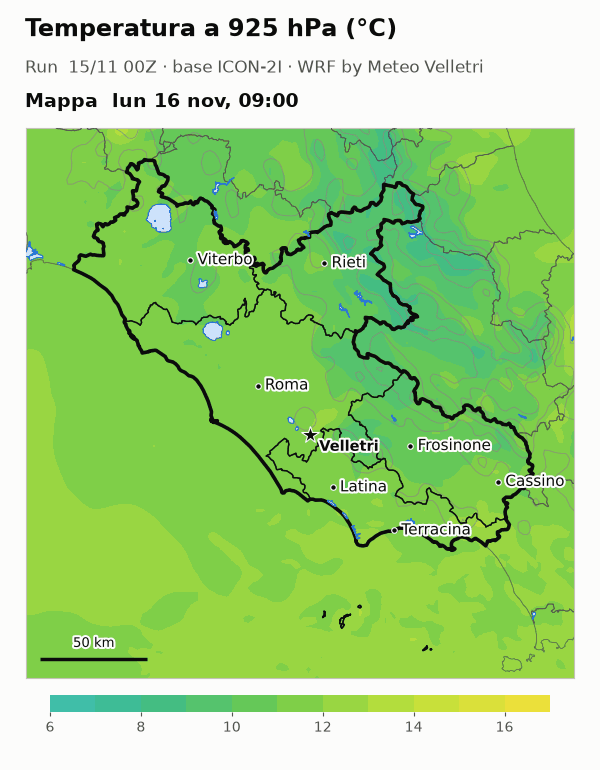 Temperatura a 925 hPa (°C)
Run 15/11 00Z · base ICON-2I · WRF by Meteo Velletri
Mappa lun 16 nov, 09:00
Viterbo
Rieti
Roma
Velletri
Frosinone
Cassino
Latina
Terracina
50 km
6 8 10 12 14 16